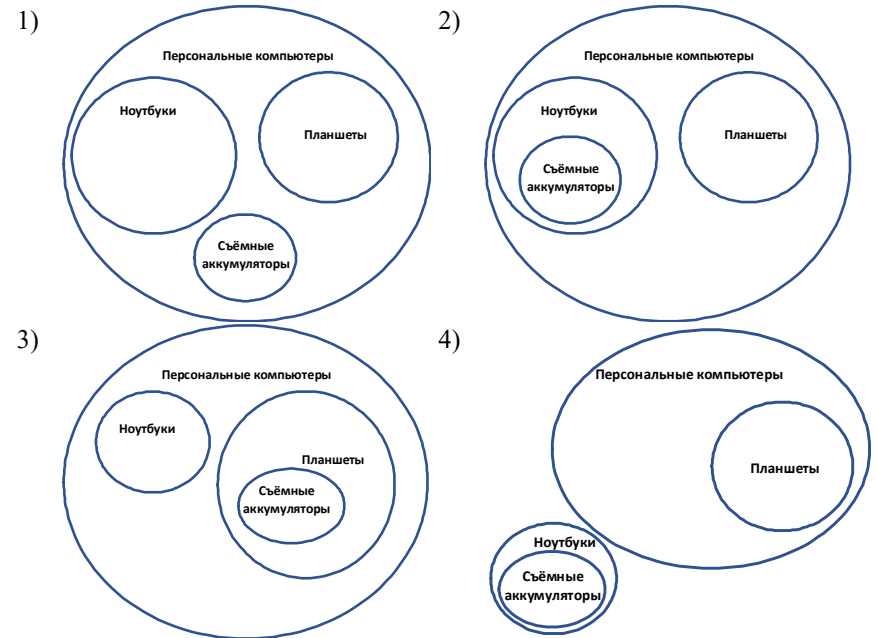 1)
Персональные компьютеры
Ноутбуки
Планшеты
Съёмные
аккумуляторы
2)
Персональные компьютеры
Ноутбуки
Планшеты
Съёмные
аккумуляторы
3)
Персональные компьютеры
Ноутбуки
Планшеты
Съёмные
аккумуляторы
4)
Персональные компьютеры
Планшеты
Ноутбуки
Съёмные
аккумуляторы